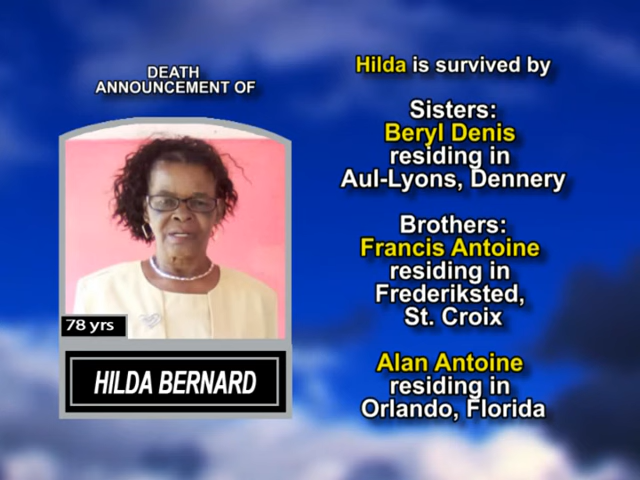 DEATH
ANNOUNCEMENT OF
78 yrs
HILDA BERNARD
Hilda is survived by
Sisters:
Beryl Denis
residing in
Aul-Lyons, Dennery
Brothers:
Francis Antoine
residing in
Frederiksted,
St. Croix
Alan Antoine
residing in
Orlando, Florida